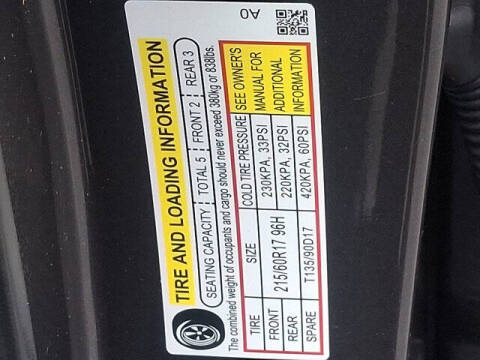 TIRE AND LOADING INFORMATION
SEATING CAPACITY | TOTAL 5 | FRONT 2 | REAR 3
The combined weight of occupants and cargo should never exceed 380kg or 838lbs.
TIRE SIZE COLD TIRE PRESSURE SEE OWNER'S
FRONT 215/60R17 96H 230KPA, 33PSI MANUAL FOR
REAR 220KPA, 32PSI ADDITIONAL
SPARE T135/90D17 420KPA, 60PSI INFORMATION
A0